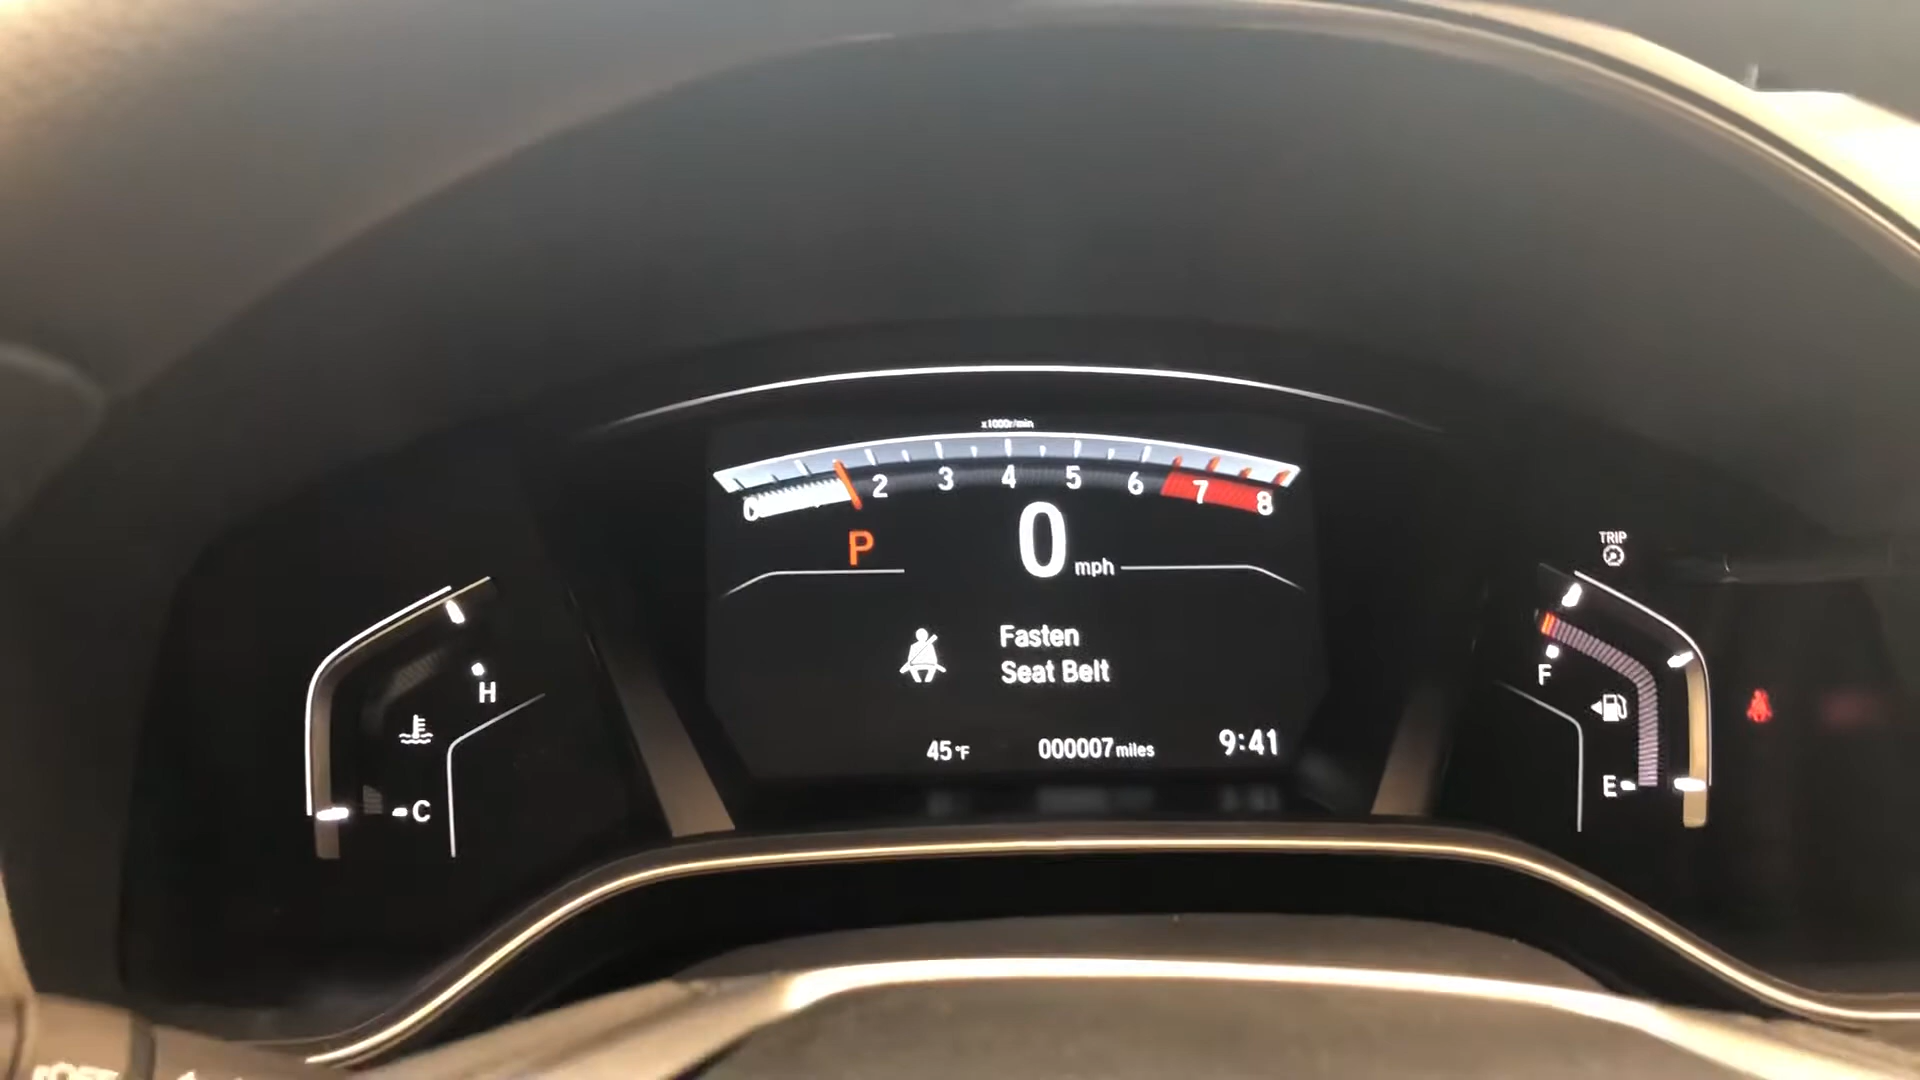 x1000r/min
0 2 3 4 5 6 7 8
P 0 mph
TRIP
Fasten
Seat Belt
H
F
C
E
45°F 000007 miles 9:41
OFF